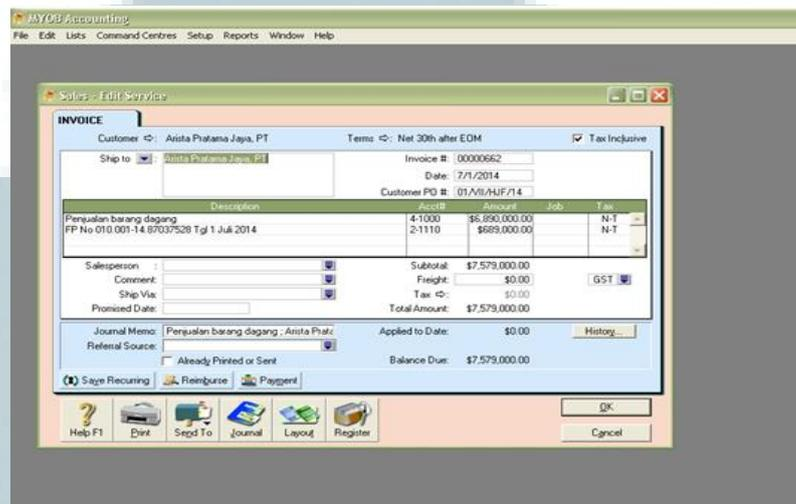 MYOB Accounting
File Edit Lists Command Centres Setup Reports Window Help
Sales - Edit Service
INVOICE
Customer ⇨: Arista Pratama Jaya, PT Terms ⇨: Net 30th after EOM Tax Inclusive
Ship to : Arista Pratama Jaya, PT Invoice #: 00000662
Date: 7/1/2014
Customer PO #: 01/VII/HJF/14
Description Acct# Amount Job Tax
Penjualan barang dagang 4-1000 $6,890,000.00 N-T
FP No 010.001-14.87037528 Tgl 1 Juli 2014 2-1110 $689,000.00 N-T
Salesperson : Subtotal: $7,579,000.00
Comment: Freight: $0.00 GST
Ship Via: Tax ⇨: $0.00
Promised Date: Total Amount: $7,579,000.00
Journal Memo: Penjualan barang dagang ; Arista Prata Applied to Date: $0.00 History...
Referral Source:
Already Printed or Sent Balance Due: $7,579,000.00
Save Recurring Reimburse Payment
Help F1 Print Send To Journal Layout Register
OK
Cancel